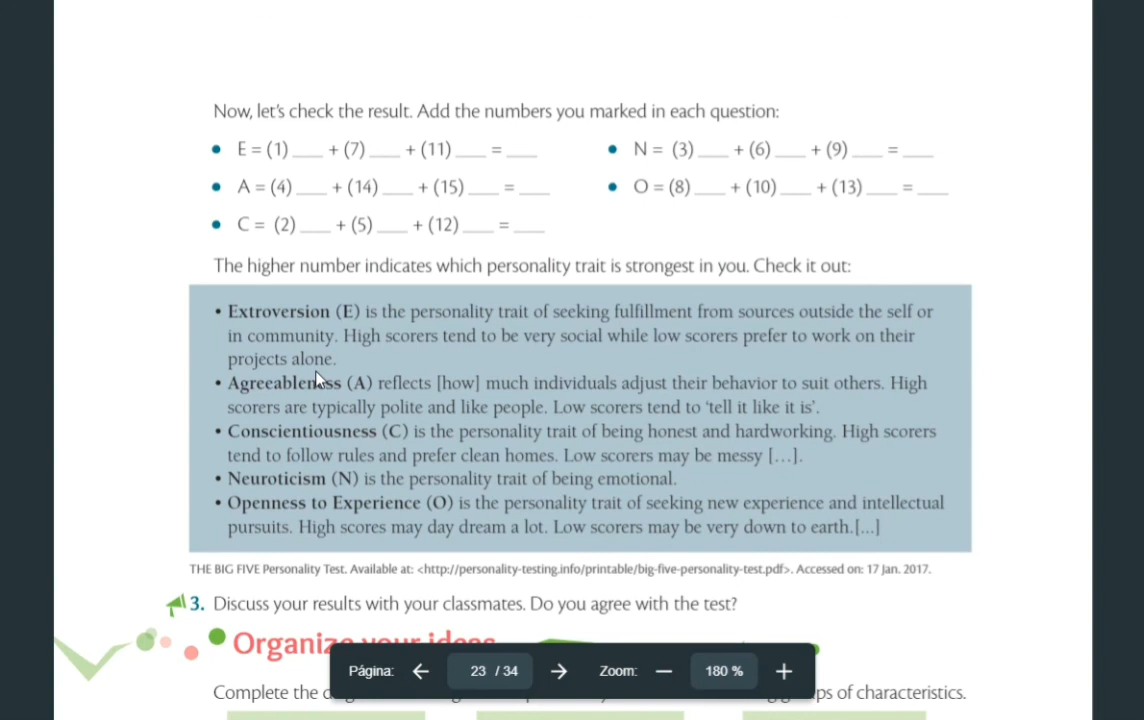 Now, let's check the result. Add the numbers you marked in each question:
• E = (1) ___ + (7) ___ + (11) ___ = ___
• N = (3) ___ + (6) ___ + (9) ___ = ___
• A = (4) ___ + (14) ___ + (15) ___ = ___
• O = (8) ___ + (10) ___ + (13) ___ = ___
• C = (2) ___ + (5) ___ + (12) ___ = ___
The higher number indicates which personality trait is strongest in you. Check it out:
• Extroversion (E) is the personality trait of seeking fulfillment from sources outside the self or
in community. High scorers tend to be very social while low scorers prefer to work on their
projects alone.
• Agreeableness (A) reflects [how] much individuals adjust their behavior to suit others. High
scorers are typically polite and like people. Low scorers tend to 'tell it like it is'.
• Conscientiousness (C) is the personality trait of being honest and hardworking. High scorers
tend to follow rules and prefer clean homes. Low scorers may be messy [...].
• Neuroticism (N) is the personality trait of being emotional.
• Openness to Experience (O) is the personality trait of seeking new experience and intellectual
pursuits. High scores may day dream a lot. Low scorers may be very down to earth.[...]
THE BIG FIVE Personality Test. Available at: <http://personality-testing.info/printable/big-five-personality-test.pdf>. Accessed on: 17 Jan. 2017.
3. Discuss your results with your classmates. Do you agree with the test?
Organize your ideas
Página: 23 / 34 Zoom: 180 %
Complete the of characteristics.